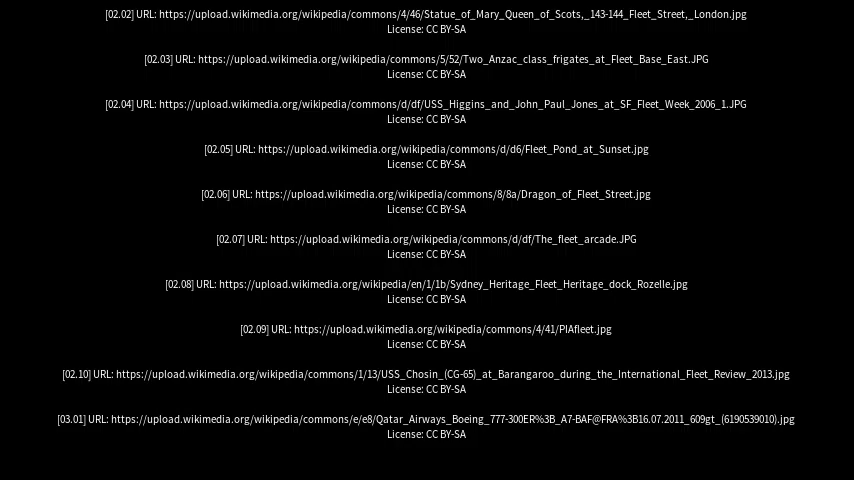 [02.02] URL: https://upload.wikimedia.org/wikipedia/commons/4/46/Statue_of_Mary_Queen_of_Scots,_143-144_Fleet_Street,_London.jpg
License: CC BY-SA
[02.03] URL: https://upload.wikimedia.org/wikipedia/commons/5/52/Two_Anzac_class_frigates_at_Fleet_Base_East.JPG
License: CC BY-SA
[02.04] URL: https://upload.wikimedia.org/wikipedia/commons/d/df/USS_Higgins_and_John_Paul_Jones_at_SF_Fleet_Week_2006_1.JPG
License: CC BY-SA
[02.05] URL: https://upload.wikimedia.org/wikipedia/commons/d/d6/Fleet_Pond_at_Sunset.jpg
License: CC BY-SA
[02.06] URL: https://upload.wikimedia.org/wikipedia/commons/8/8a/Dragon_of_Fleet_Street.jpg
License: CC BY-SA
[02.07] URL: https://upload.wikimedia.org/wikipedia/commons/d/df/The_fleet_arcade.JPG
License: CC BY-SA
[02.08] URL: https://upload.wikimedia.org/wikipedia/en/1/1b/Sydney_Heritage_Fleet_Heritage_dock_Rozelle.jpg
License: CC BY-SA
[02.09] URL: https://upload.wikimedia.org/wikipedia/commons/4/41/PIAfleet.jpg
License: CC BY-SA
[02.10] URL: https://upload.wikimedia.org/wikipedia/commons/1/13/USS_Chosin_(CG-65)_at_Barangaroo_during_the_International_Fleet_Review_2013.jpg
License: CC BY-SA
[03.01] URL: https://upload.wikimedia.org/wikipedia/commons/e/e8/Qatar_Airways_Boeing_777-300ER%3B_A7-BAF@FRA%3B16.07.2011_609gt_(6190539010).jpg
License: CC BY-SA